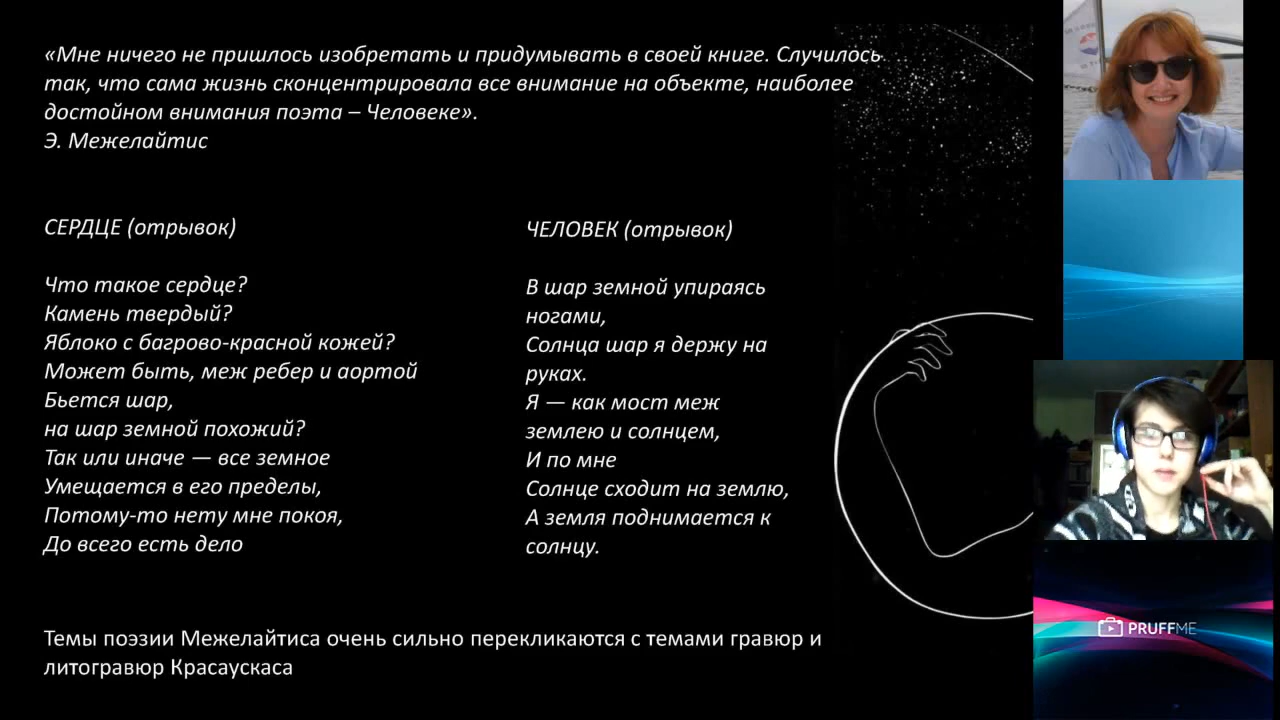 «Мне ничего не пришлось изобретать и придумывать в своей книге. Случилось
так, что сама жизнь сконцентрировала все внимание на объекте, наиболее
достойном внимания поэта – Человеке».
Э. Межелайтис
СЕРДЦЕ (отрывок)
Что такое сердце?
Камень твердый?
Яблоко с багрово-красной кожей?
Может быть, меж ребер и аортой
Бьется шар,
на шар земной похожий?
Так или иначе — все земное
Умещается в его пределы,
Потому-то нету мне покоя,
До всего есть дело
ЧЕЛОВЕК (отрывок)
В шар земной упираясь
ногами,
Солнца шар я держу на
руках.
Я — как мост меж
землею и солнцем,
И по мне
Солнце сходит на землю,
А земля поднимается к
солнцу.
Темы поэзии Межелайтиса очень сильно перекликаются с темами гравюр и
литогравюр Красаускаса
PRUFFME